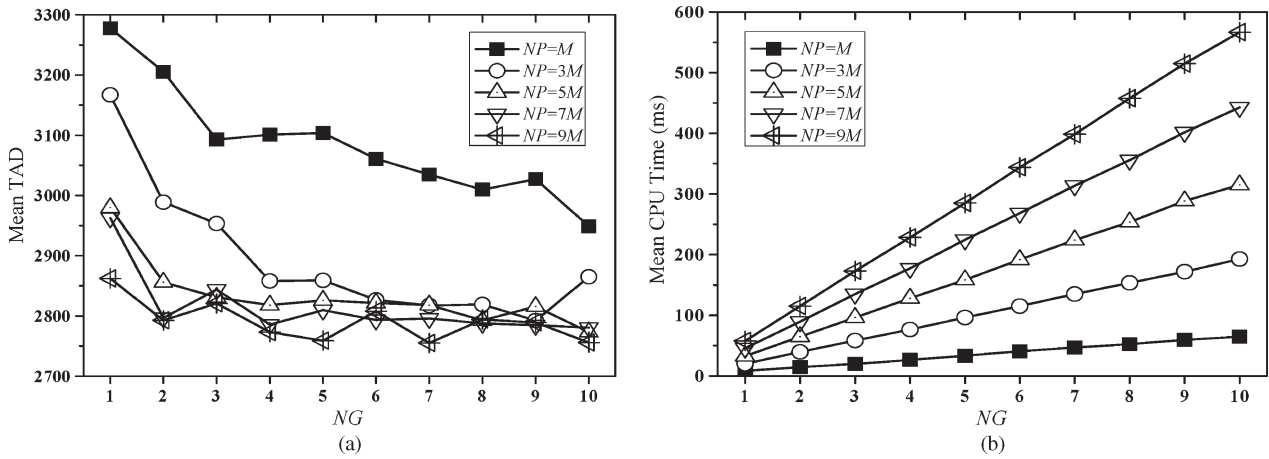 3300
3200
3100
3000
2900
2800
2700
Mean TAD
NP=M
NP=3M
NP=5M
NP=7M
NP=9M
1 2 3 4 5 6 7 8 9 10
NG
(a)
600
500
400
300
200
100
0
Mean CPU Time (ms)
NP=M
NP=3M
NP=5M
NP=7M
NP=9M
1 2 3 4 5 6 7 8 9 10
NG
(b)